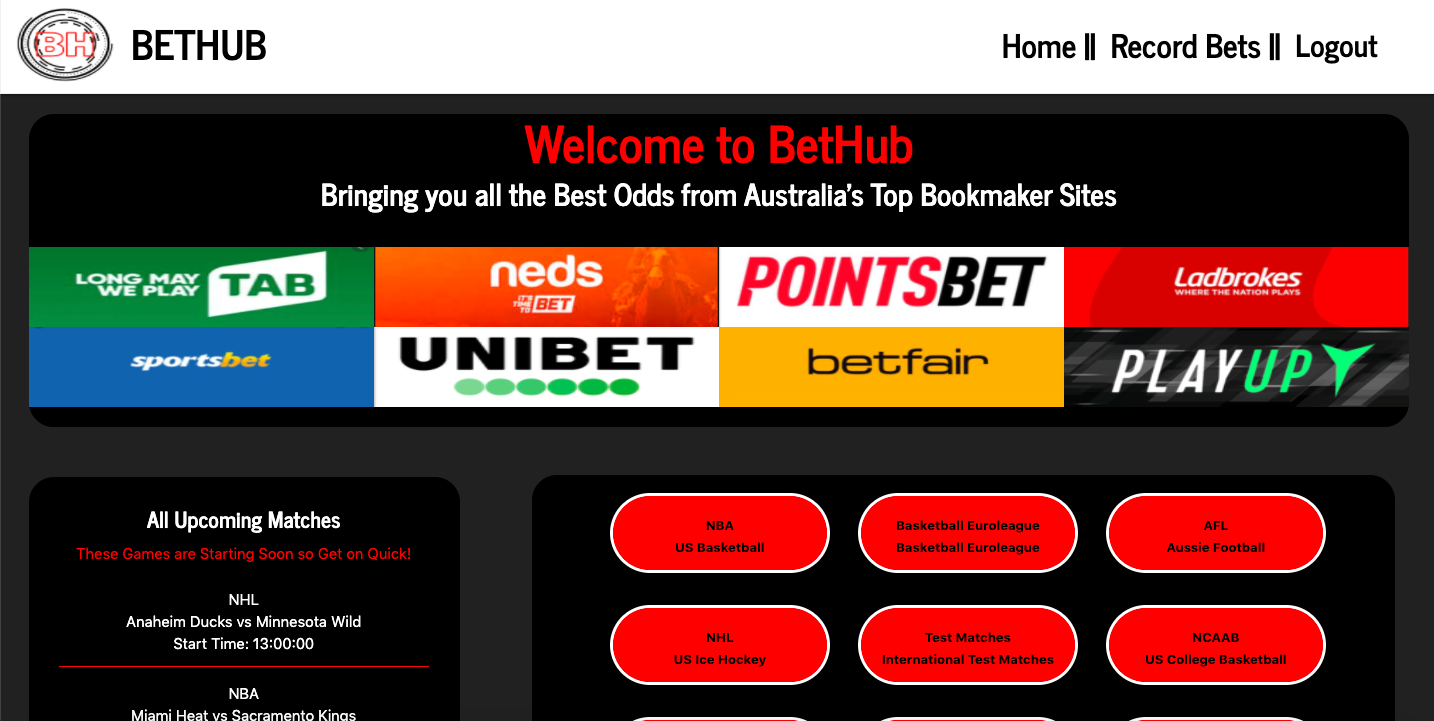 BH
BETHUB
Home || Record Bets || Logout
Welcome to BetHub
Bringing you all the Best Odds from Australia's Top Bookmaker Sites
LONG MAY
WE PLAY
TAB
neds
IT'S
TIME
TO
BET
POINTSBET
Ladbrokes
WHERE THE NATION PLAYS
sportsbet
UNIBET
betfair
PLAYUP
All Upcoming Matches
These Games are Starting Soon so Get on Quick!
NHL
Anaheim Ducks vs Minnesota Wild
Start Time: 13:00:00
NBA
Miami Heat vs Sacramento Kings
NBA
US Basketball
Basketball Euroleague
Basketball Euroleague
AFL
Aussie Football
NHL
US Ice Hockey
Test Matches
International Test Matches
NCAAB
US College Basketball